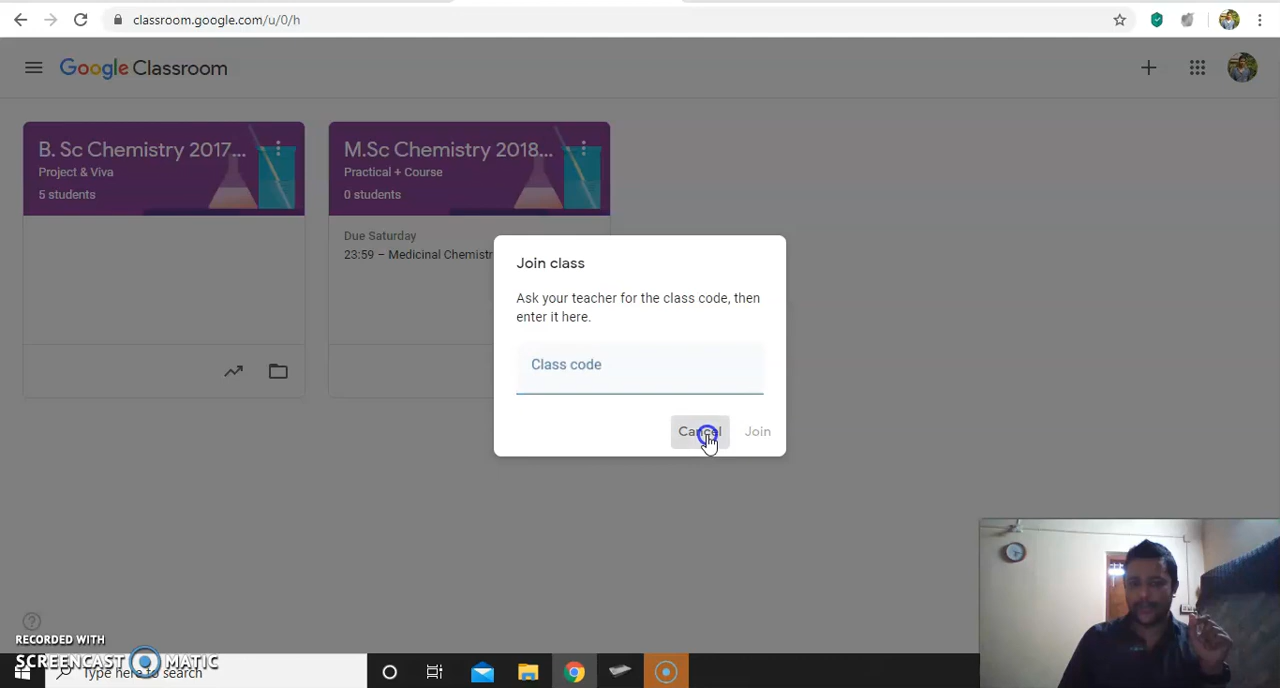 classroom.google.com/u/0/h
Google Classroom
B. Sc Chemistry 2017...
Project & Viva
5 students
M.Sc Chemistry 2018...
Practical + Course
0 students
Due Saturday
23:59 – Medicinal Chemistr
Join class
Ask your teacher for the class code, then
enter it here.
Class code
Cancel
Join
RECORDED WITH
SCREENCAST MATIC
Type here to search